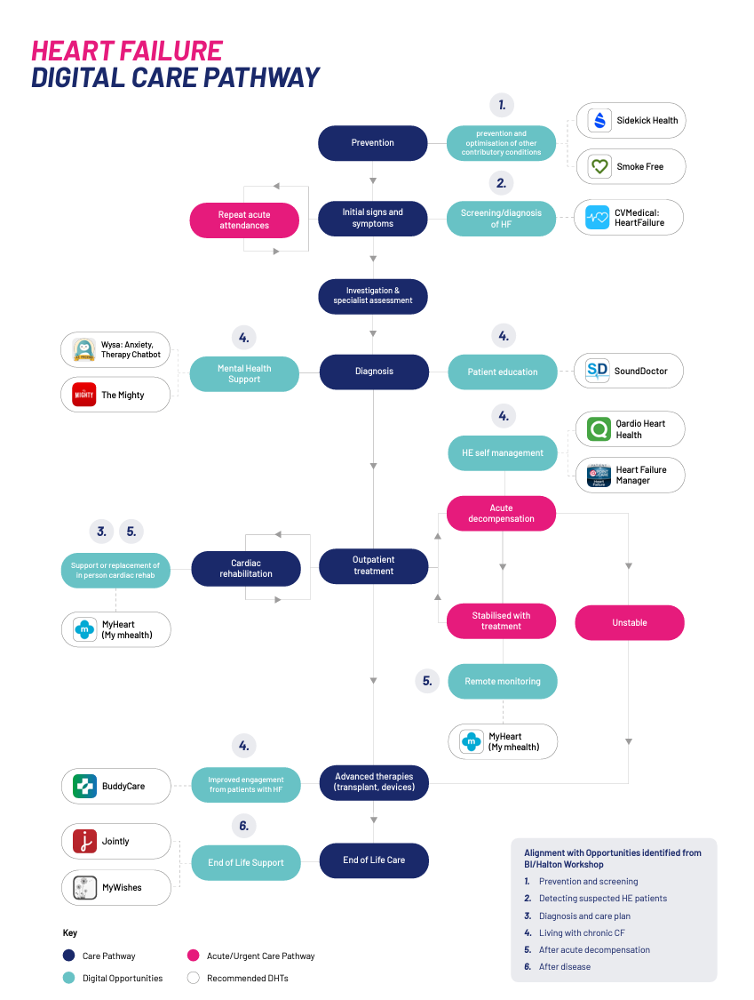 HEART FAILURE
DIGITAL CARE PATHWAY
1.
Prevention
prevention and
optimisation of other
contributory conditions
Sidekick Health
Smoke Free
2.
Repeat acute
attendances
Initial signs and
symptoms
Screening/diagnosis
of HF
CVMedical:
HeartFailure
Investigation &
specialist assessment
4.
4.
Wysa: Anxiety,
Therapy Chatbot
MIGHTY
The Mighty
Mental Health
Support
Diagnosis
Patient education
SD
SoundDoctor
4.
HE self management
Qardio Heart
Health
Heart Failure
Manager
Acute
decompensation
3.
5.
Support or replacement of
in person cardiac rehab
Cardiac
rehabilitation
Outpatient
treatment
m
MyHeart
(My mhealth)
Stabilised with
treatment
Unstable
5.
Remote monitoring
m
MyHeart
(My mhealth)
4.
BuddyCare
Improved engagement
from patients with HF
Advanced therapies
(transplant, devices)
6.
j
Jointly
MyWishes
End of Life Support
End of Life Care
Alignment with Opportunities identified from
BI/Halton Workshop
1. Prevention and screening
2. Detecting suspected HE patients
3. Diagnosis and care plan
4. Living with chronic CF
5. After acute decompensation
6. After disease
Key
Care Pathway
Acute/Urgent Care Pathway
Digital Opportunities
Recommended DHTs